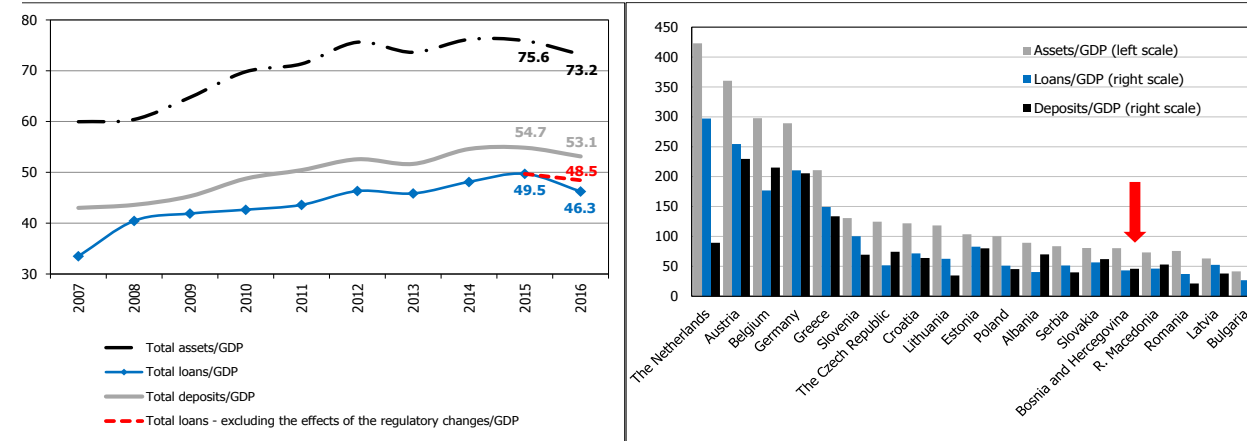 80
70
60
50
40
30
75.6
73.2
54.7
53.1
48.5
49.5
46.3
2007
2008
2009
2010
2011
2012
2013
2014
2015
2016
Total assets/GDP
Total loans/GDP
Total deposits/GDP
Total loans - excluding the effects of the regulatory changes/GDP
450
400
350
300
250
200
150
100
50
0
Assets/GDP (left scale)
Loans/GDP (right scale)
Deposits/GDP (right scale)
The Netherlands
Austria
Belgium
Germany
Greece
Slovenia
The Czech Republic
Croatia
Lithuania
Estonia
Poland
Albania
Serbia
Slovakia
Bosnia and Hercegovina
R. Macedonia
Romania
Latvia
Bulgaria